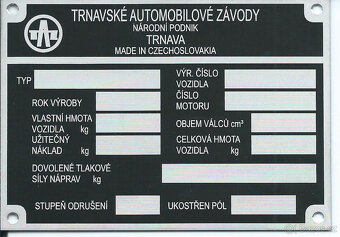 TRNAVSKÉ AUTOMOBILOVÉ ZÁVODY
NÁRODNÍ PODNIK
TRNAVA
MADE IN CZECHOSLOVAKIA
TYP
VÝR. ČÍSLO
VOZIDLA
ROK VÝROBY
ČÍSLO
MOTORU
VLASTNÍ HMOTA
VOZIDLA kg
OBJEM VÁLCŮ cm³
UŽITEČNÝ
NÁKLAD kg
CELKOVÁ HMOTA
VOZIDLA kg
DOVOLENÉ TLAKOVÉ
SÍLY NÁPRAV kg
STUPEŇ ODRUŠENÍ
UKOSTŘEN PÓL